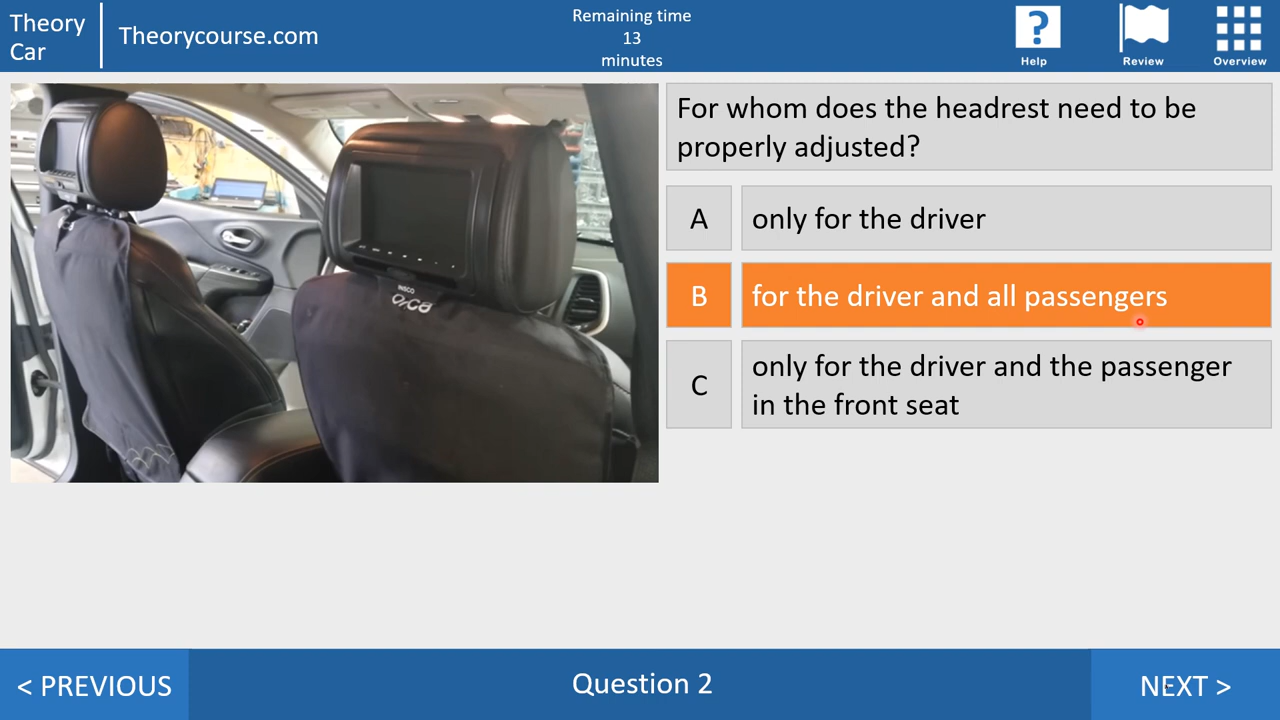 Theory
Car
Theorycourse.com
Remaining time
13
minutes
?
Help
Review
Overview
For whom does the headrest need to be
properly adjusted?
A
only for the driver
B
for the driver and all passengers
C
only for the driver and the passenger
in the front seat
< PREVIOUS
Question 2
NEXT >